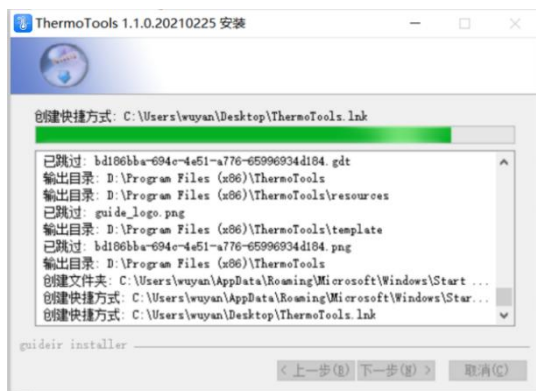 ThermoTools 1.1.0.20210225 安装
创建快捷方式: C:\Users\wuyan\Desktop\ThermoTools.lnk
已跳过: bd186bba-694c-4e51-a776-65996934d184.gdt
输出目录: D:\Program Files (x86)\ThermoTools
输出目录: D:\Program Files (x86)\ThermoTools\resources
已跳过: guide_logo.png
输出目录: D:\Program Files (x86)\ThermoTools\template
已跳过: bd186bba-694c-4e51-a776-65996934d184.png
输出目录: D:\Program Files (x86)\ThermoTools
创建文件夹: C:\Users\wuyan\AppData\Roaming\Microsoft\Windows\Start ...
创建快捷方式: C:\Users\wuyan\AppData\Roaming\Microsoft\Windows\Star...
创建快捷方式: C:\Users\wuyan\Desktop\ThermoTools.lnk
guideir installer
< 上一步(B) 下一步(N) > 取消(C)